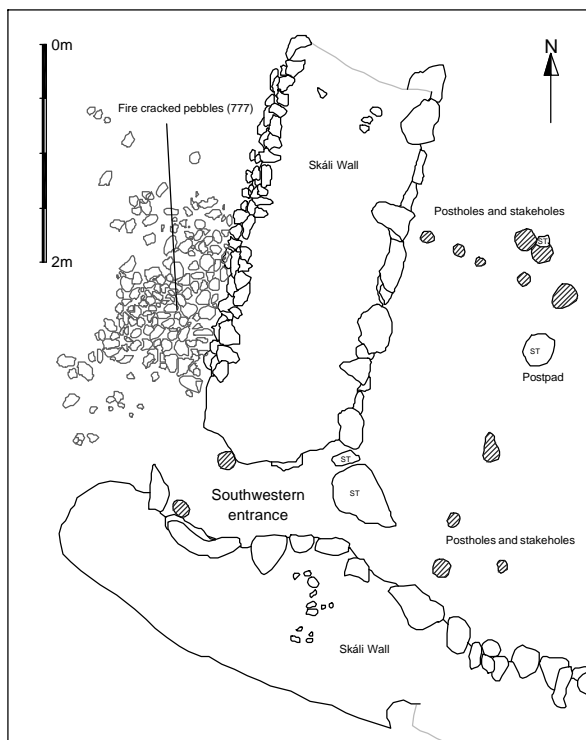 0m
N
Fire cracked pebbles (777)
Skáli Wall
Postholes and stakeholes
ST
2m
ST
Postpad
ST
ST
Southwestern
entrance
Postholes and stakeholes
Skáli Wall